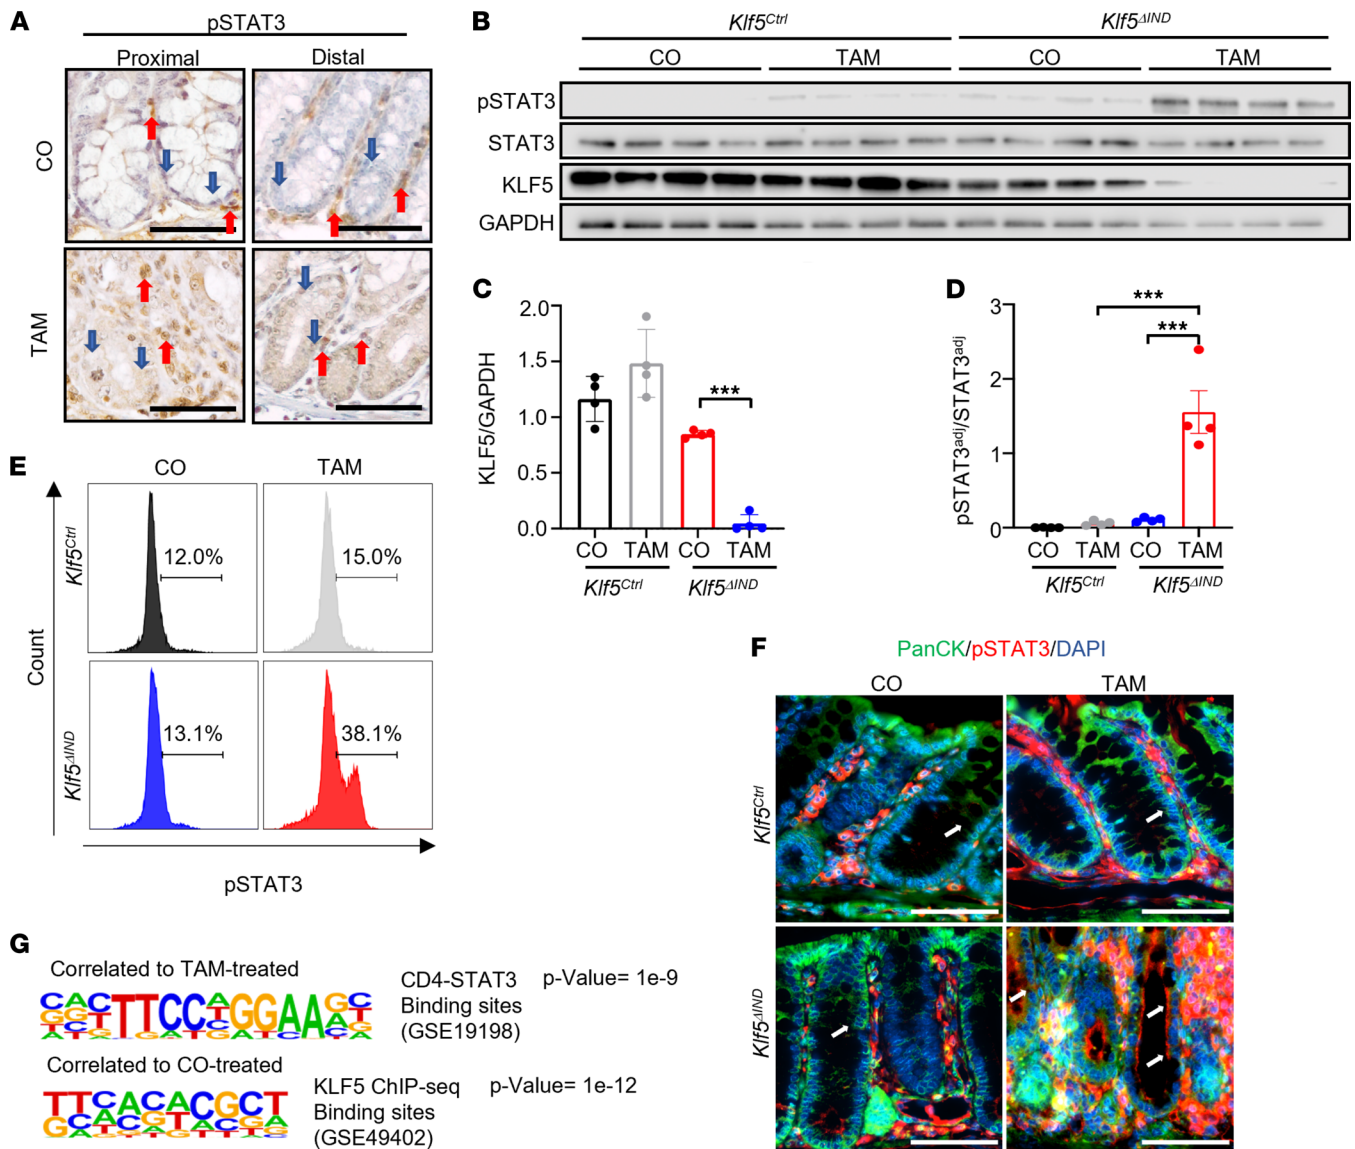 A
pSTAT3
Proximal Distal
CO
TAM
B
Klf5Ctrl Klf5ΔIND
CO TAM CO TAM
pSTAT3
STAT3
KLF5
GAPDH
C
2.0
1.5
1.0
0.5
0.0
KLF5/GAPDH
***
CO TAM CO TAM
Klf5Ctrl Klf5ΔIND
D
3
2
1
0
pSTAT3adj/STAT3adj
***
***
CO TAM CO TAM
Klf5Ctrl Klf5ΔIND
E
CO TAM
Count
Klf5Ctrl
12.0% 15.0%
Klf5ΔIND
13.1% 38.1%
pSTAT3
F
PanCK/pSTAT3/DAPI
CO TAM
Klf5Ctrl
Klf5ΔIND
G
Correlated to TAM-treated
TTCC GGAA
CD4-STAT3 p-Value= 1e-9
Binding sites
(GSE19198)
Correlated to CO-treated
TTCACACGCT
KLF5 ChIP-seq p-Value= 1e-12
Binding sites
(GSE49402)